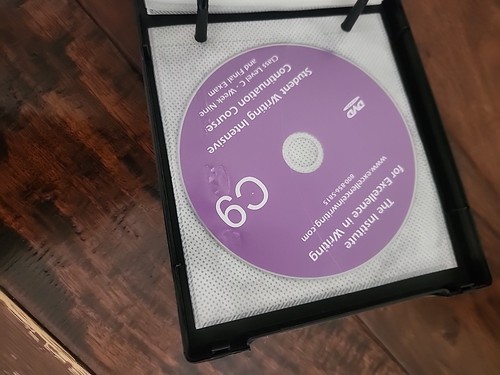 The Institute
for Excellence in Writing
www.excellenceinwriting.com
800-856-5815
C9
DVD
Student Writing Intensive
Continuation Course
Class Level C - Week Nine
and Final Exam